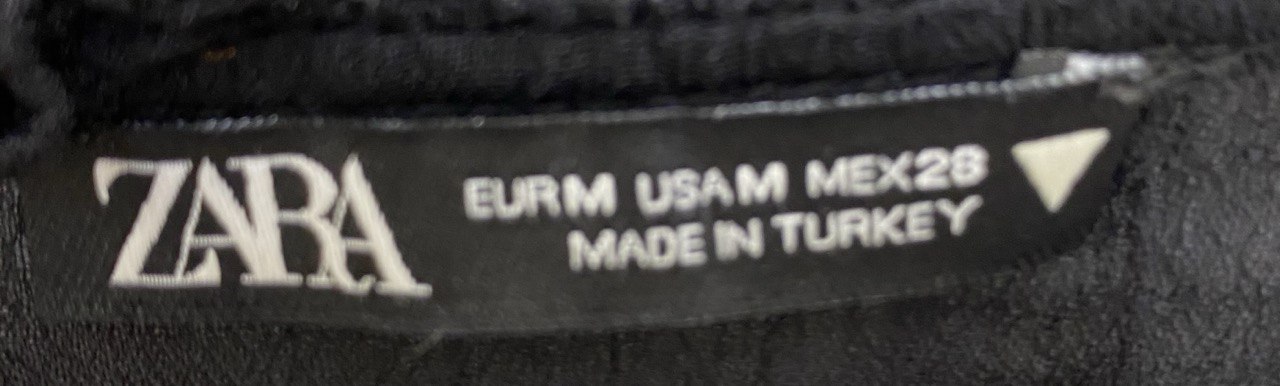 ZARA
EUR M USA M MEX 28
MADE IN TURKEY